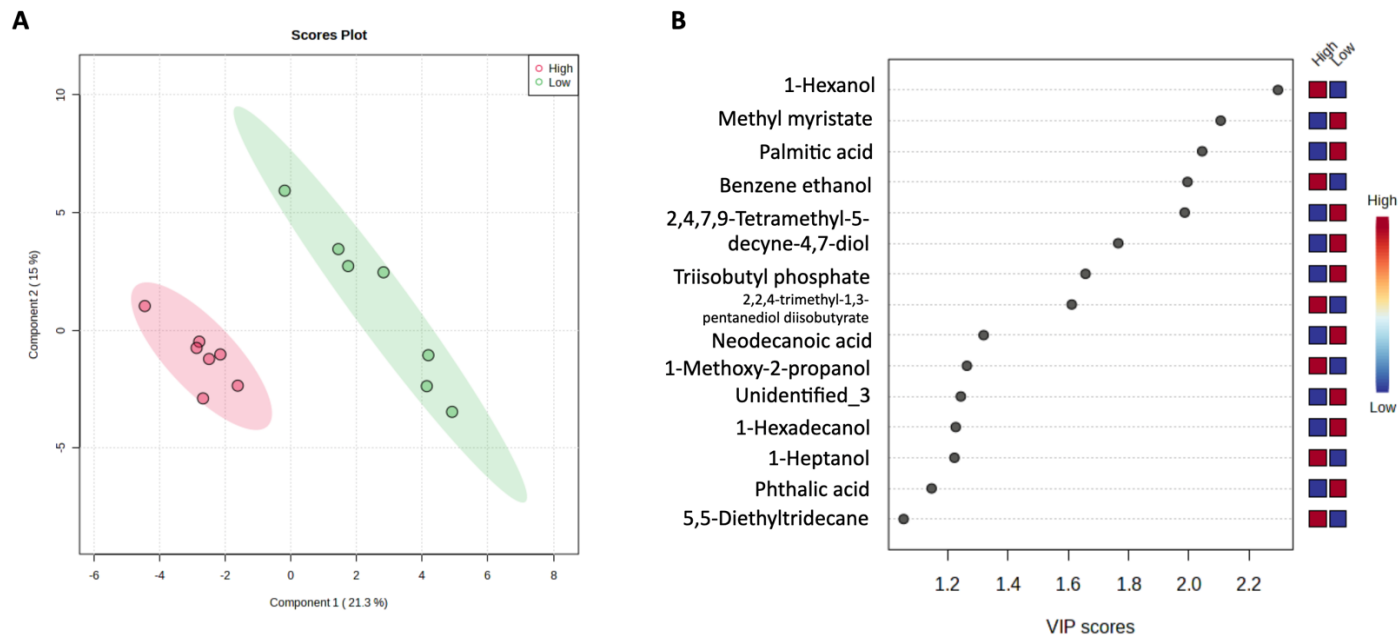 A
Scores Plot
High
Low
10
5
0
-5
Component 2 ( 15 %)
-6
-4
-2
0
2
4
6
8
Component 1 ( 21.3 %)
B
High
Low
1-Hexanol
Methyl myristate
Palmitic acid
Benzene ethanol
2,4,7,9-Tetramethyl-5-
decyne-4,7-diol
Triisobutyl phosphate
2,2,4-trimethyl-1,3-
pentanediol diisobutyrate
Neodecanoic acid
1-Methoxy-2-propanol
Unidentified_3
1-Hexadecanol
1-Heptanol
Phthalic acid
5,5-Diethyltridecane
1.2
1.4
1.6
1.8
2.0
2.2
VIP scores
High
Low